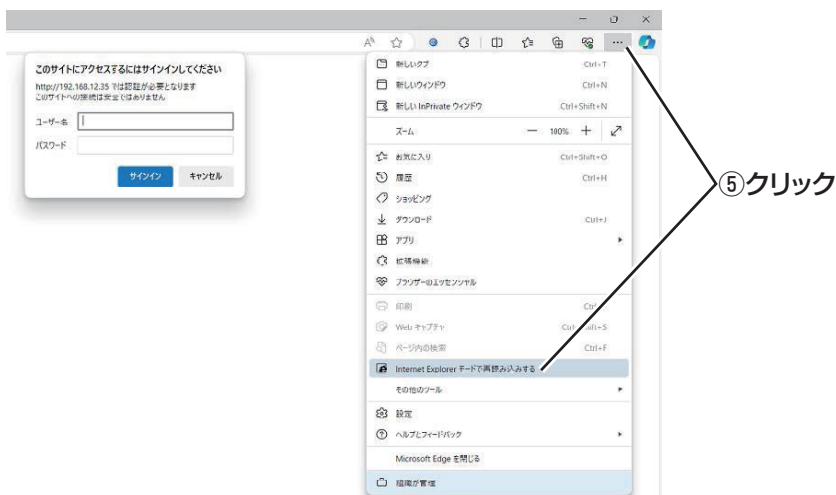 このサイトにアクセスするにはサインインしてください
http://192.168.12.35 では認証が必要となります
このサイトへの接続は安全ではありません
ユーザー名
パスワード
サインイン キャンセル
新しいタブ Ctrl+T
新しいウィンドウ Ctrl+N
新しい InPrivate ウィンドウ Ctrl+Shift+N
ズーム 100%
お気に入り Ctrl+Shift+O
履歴 Ctrl+H
ショッピング
ダウンロード Ctrl+J
アプリ
拡張機能
ブラウザーのエッセンシャル
印刷
Web キャプチャ
ページ内の検索 Ctrl+F
Internet Explorer モードで再読み込みする
その他のツール
設定
ヘルプとフィードバック
Microsoft Edge を閉じる
組織が管理
⑤クリック